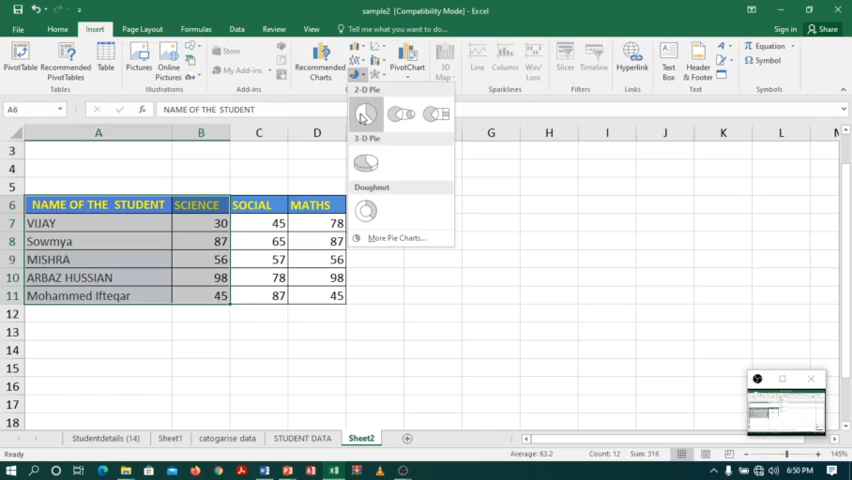 sample2 [Compatibility Mode] - Excel
File Home Insert Page Layout Formulas Data Review View Tell me what you want to do... Sign in Share
PivotTable Recommended PivotTables Table Pictures Online Pictures Store My Add-ins Recommended Charts PivotChart 3D Map Line Column Win/Loss Slicer Timeline Hyperlink Text Box Header & Footer Equation Symbol
Tables Illustrations Add-ins Tours Sparklines Filters Links Text Symbols
2-D Pie
3-D Pie
Doughnut
More Pie Charts...
A6 fx NAME OF THE STUDENT
A B C D G H I J K L M
3
4
5
6 NAME OF THE STUDENT SCIENCE SOCIAL MATHS
7 VIJAY 30 45 78
8 Sowmya 87 65 87
9 MISHRA 56 57 56
10 ARBAZ HUSSIAN 98 78 98
11 Mohammed Ifteqar 45 87 45
12
13
14
15
16
17
18
Studentdetails (14) Sheet1 catogarise data STUDENT DATA Sheet2
Ready Average: 63.2 Count: 12 Sum: 316 145%
6:50 PM